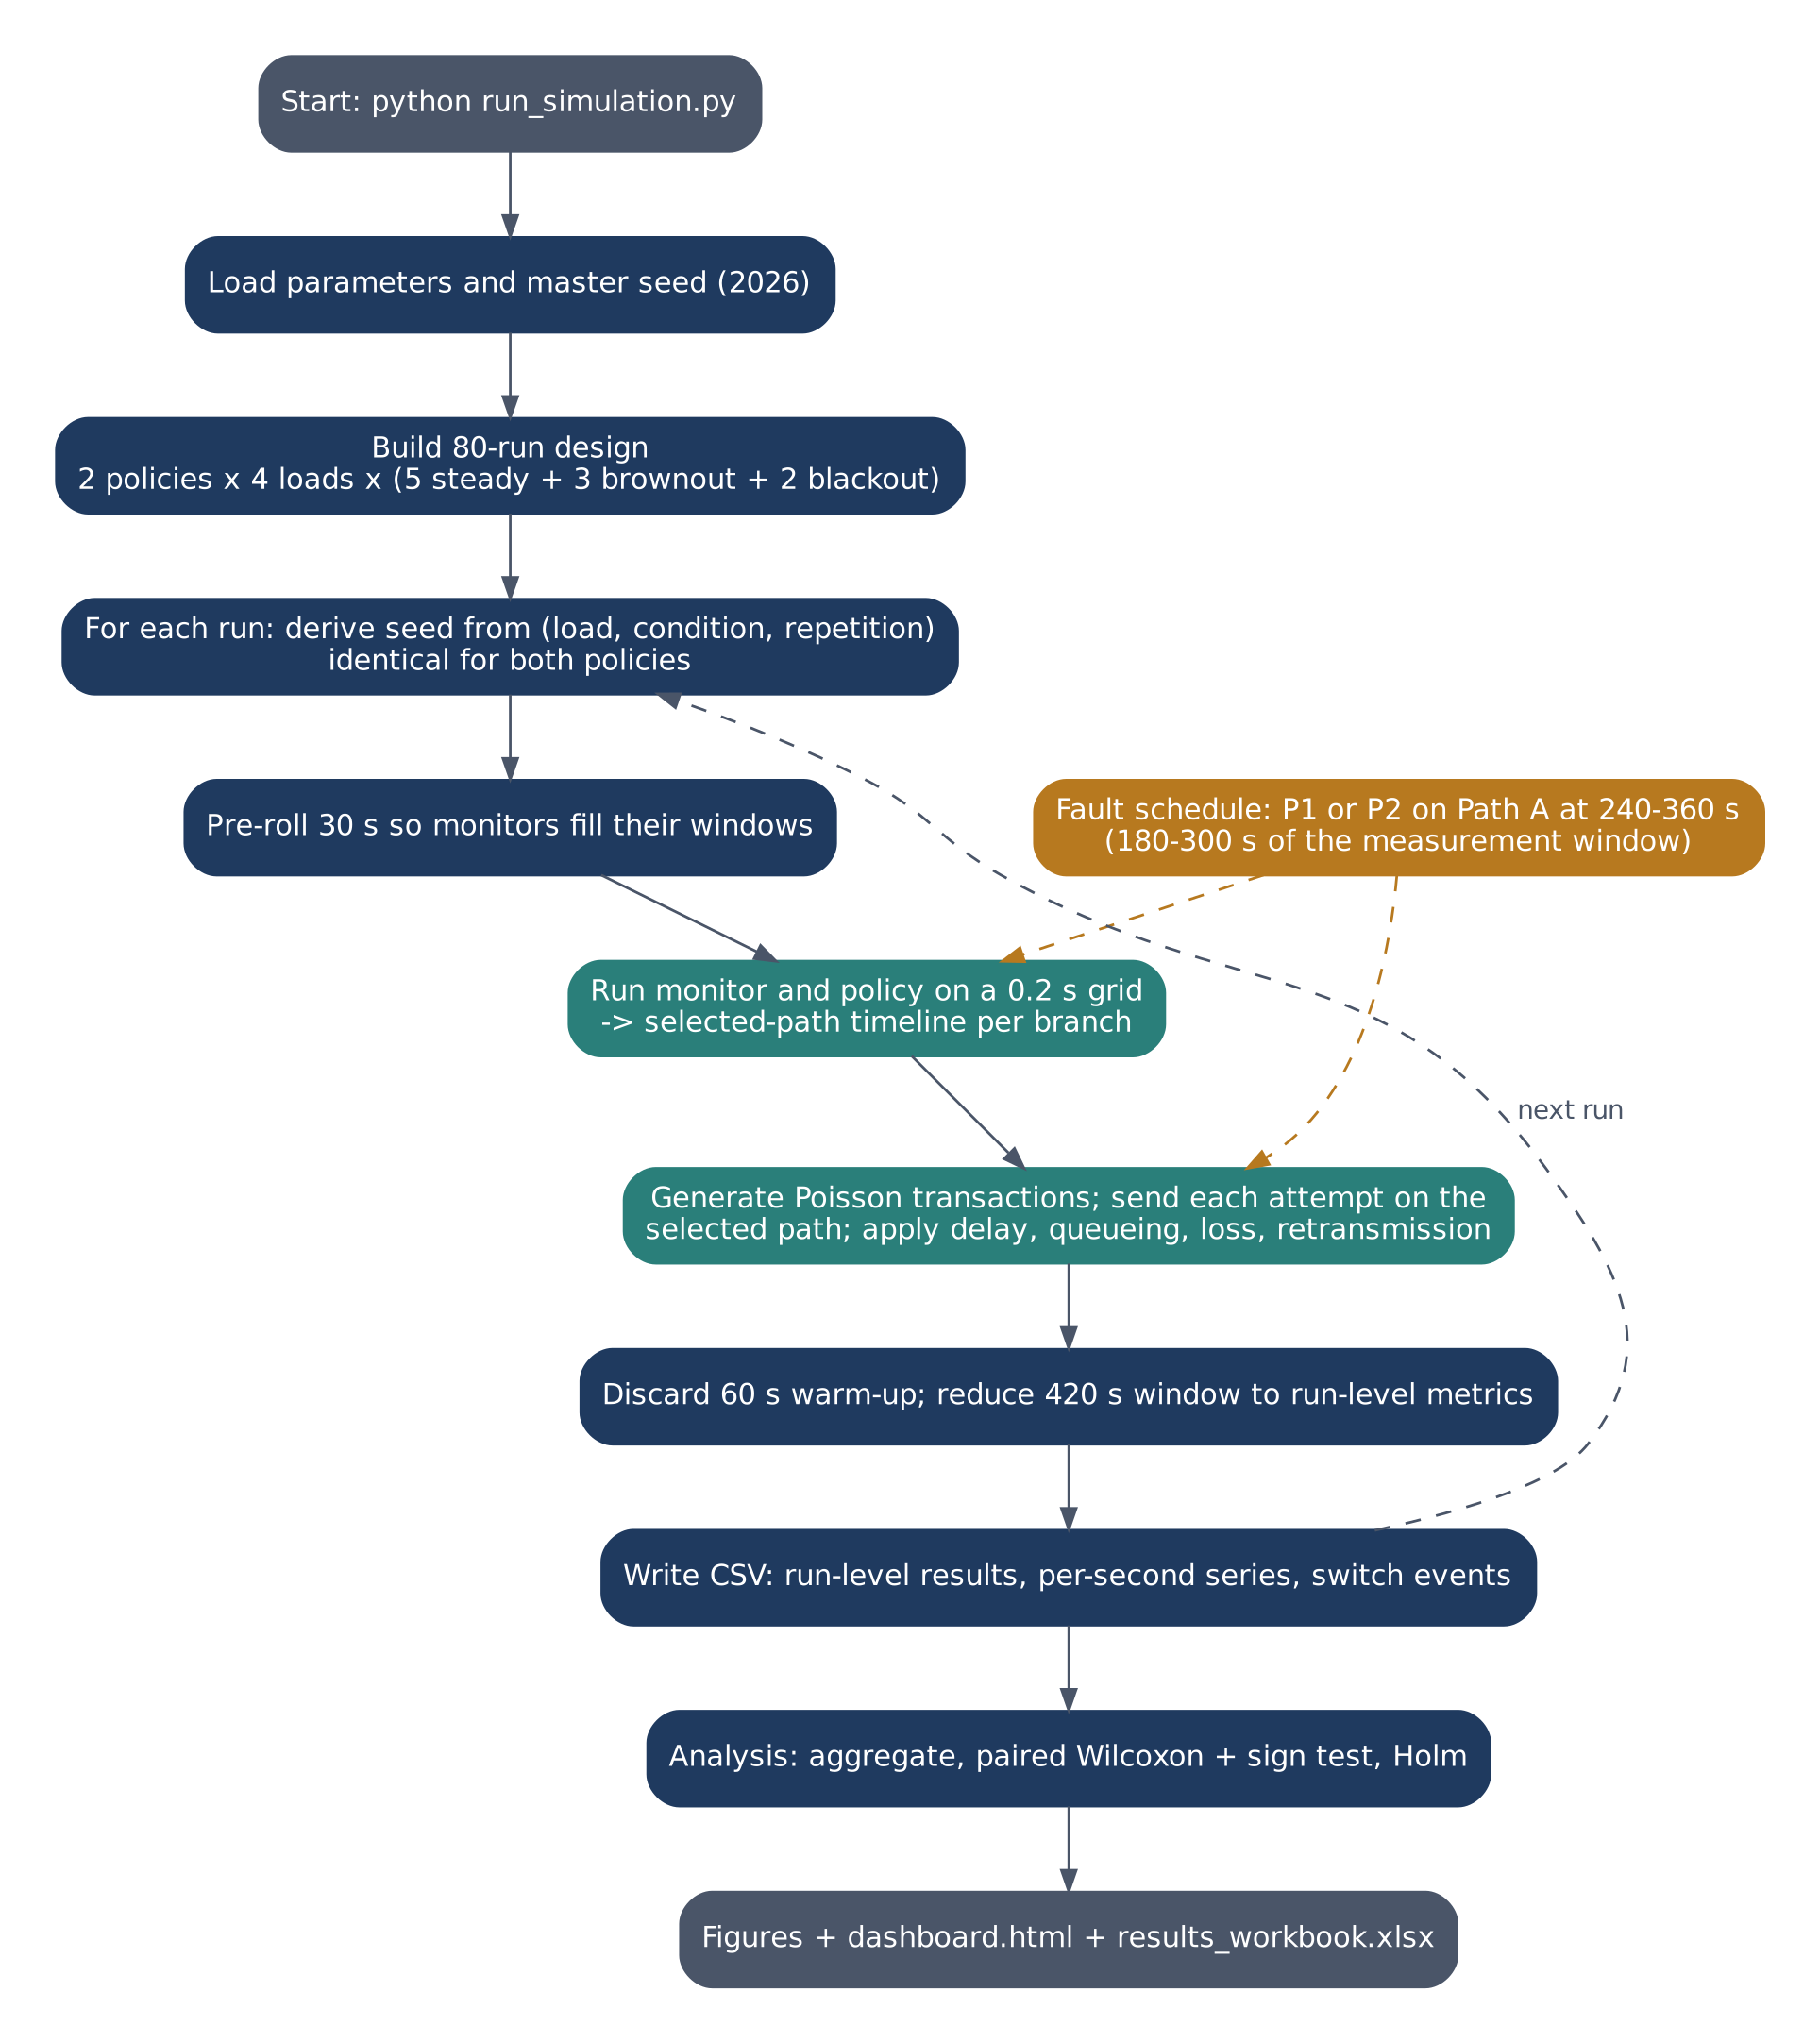 Start: python run_simulation.py
Load parameters and master seed (2026)
Build 80-run design
2 policies x 4 loads x (5 steady + 3 brownout + 2 blackout)
For each run: derive seed from (load, condition, repetition)
identical for both policies
Pre-roll 30 s so monitors fill their windows
Fault schedule: P1 or P2 on Path A at 240-360 s
(180-300 s of the measurement window)
Run monitor and policy on a 0.2 s grid
-> selected-path timeline per branch
next run
Generate Poisson transactions; send each attempt on the
selected path; apply delay, queueing, loss, retransmission
Discard 60 s warm-up; reduce 420 s window to run-level metrics
Write CSV: run-level results, per-second series, switch events
Analysis: aggregate, paired Wilcoxon + sign test, Holm
Figures + dashboard.html + results_workbook.xlsx